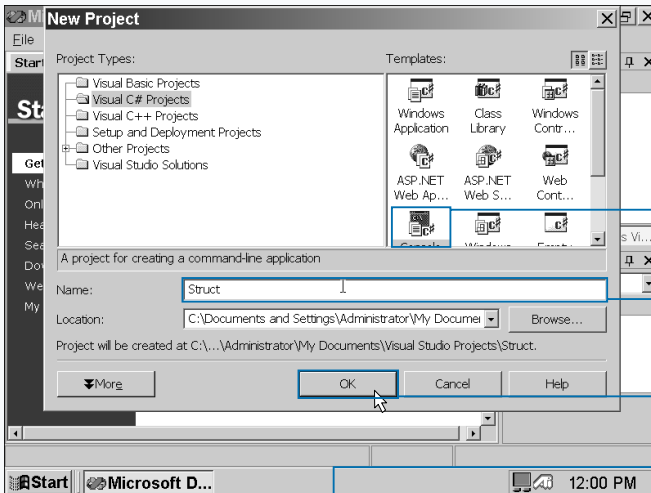 New Project
File
Project Types:
Templates:
Visual Basic Projects
Visual C# Projects
Visual C++ Projects
Setup and Deployment Projects
Other Projects
Visual Studio Solutions
Windows Application
Class Library
Windows Contr...
ASP.NET Web Ap...
ASP.NET Web S...
Web Cont...
A project for creating a command-line application
Name:
Struct
Location:
C:\Documents and Settings\Administrator\My Documer
Browse...
Project will be created at C:\...\Administrator\My Documents\Visual Studio Projects\Struct.
More
OK
Cancel
Help
Get
My
Start
Microsoft D...
12:00 PM